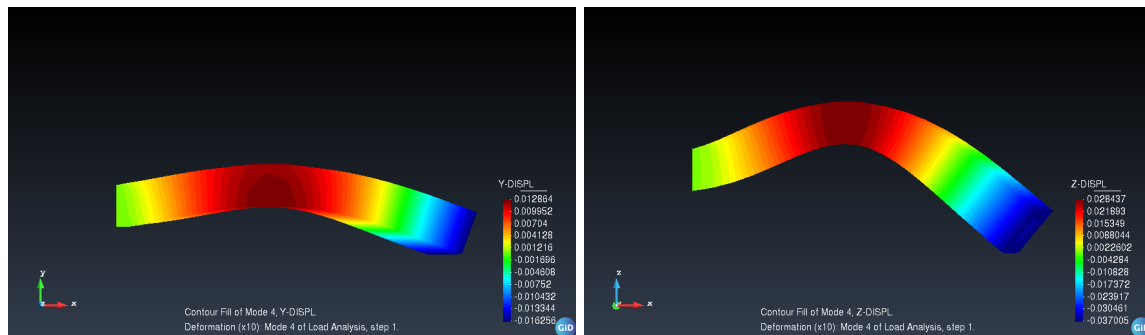 Y-DISPL
0.012864
0.009952
0.00704
0.004128
0.001216
-0.001696
-0.004608
-0.00752
-0.010432
-0.013344
-0.016256
y
z
x
Contour Fill of Mode 4, Y-DISPL.
Deformation (x10): Mode 4 of Load Analysis, step 1.
GiD
Z-DISPL
0.028437
0.021893
0.015349
0.0088044
0.0022602
-0.004284
-0.010828
-0.017372
-0.023917
-0.030461
-0.037005
z
x
Contour Fill of Mode 4, Z-DISPL.
Deformation (x10): Mode 4 of Load Analysis, step 1.
GiD